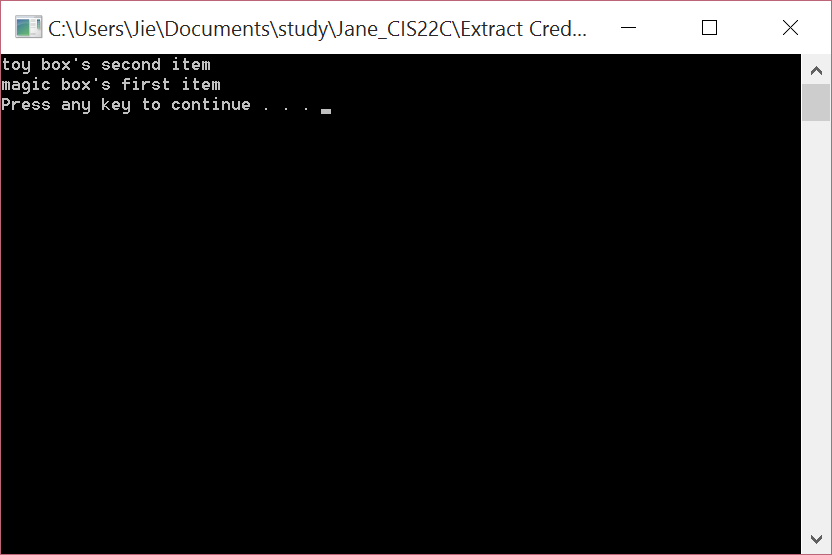 C:\Users\Jie\Documents\study\Jane_CIS22C\Extract Cred...
toy box's second item
magic box's first item
Press any key to continue . . .